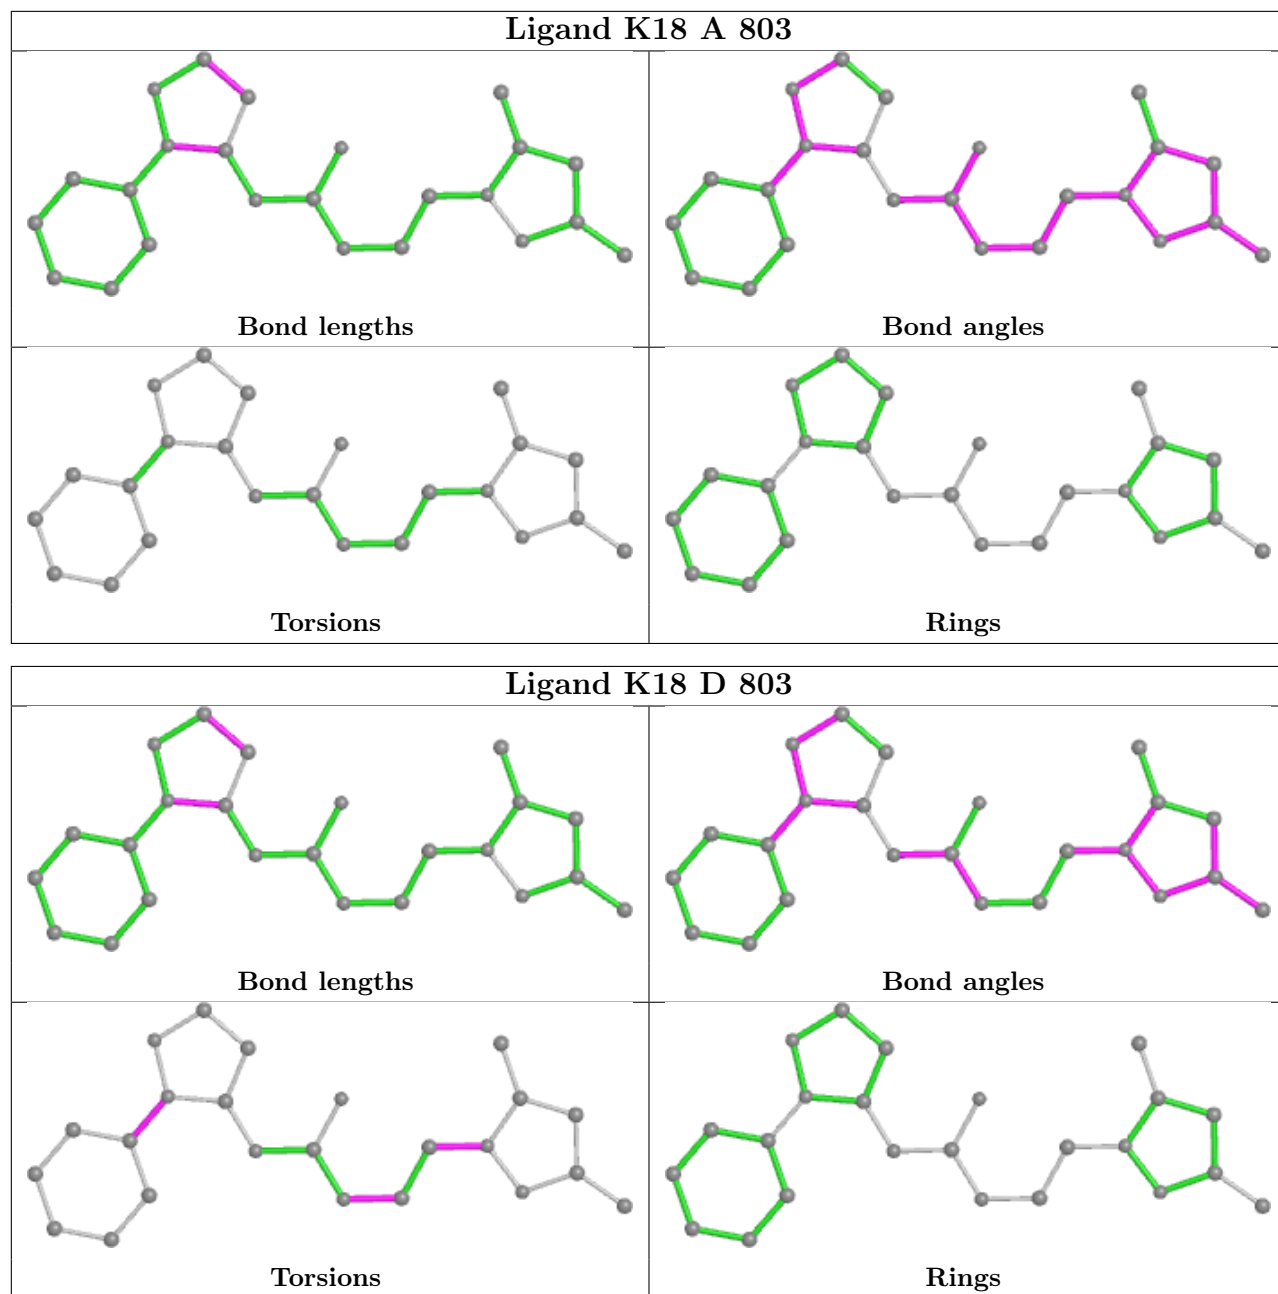 Ligand K18 A 803
Bond lengths
Bond angles
Torsions
Rings
Ligand K18 D 803
Bond lengths
Bond angles
Torsions
Rings